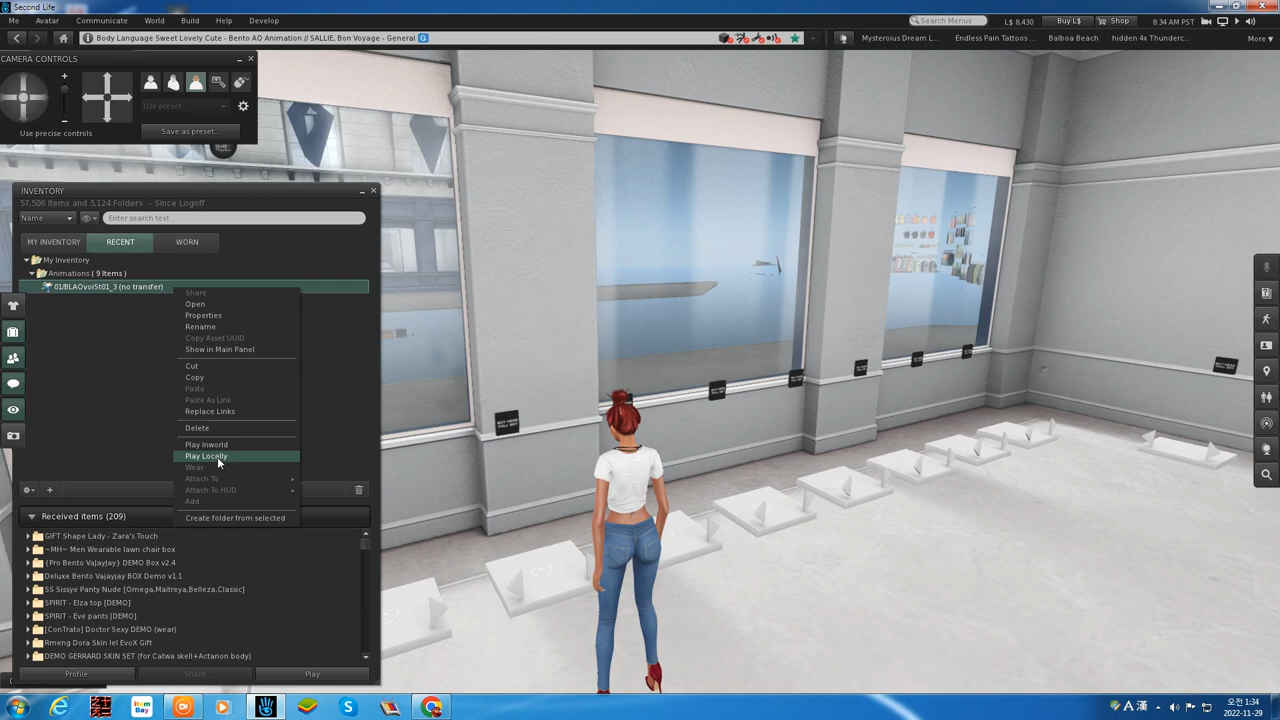 Second Life
Me Avatar Communicate World Build Help Develop
Search Menus L$ 8,430 Buy L$ Shop 8:34 AM PST
Body Language Sweet Lovely Cute - Bento AO Animation // SALLIE, Bon Voyage - General G
Mysterioius Dream L... Endless Pain Tattoos ... Balboa Beach hidden 4x Thunderc... More ▼
CAMERA CONTROLS
Use preset
Use precise controls
Save as preset...
INVENTORY
57,506 Items and 5,124 Folders - Since Logoff
Name Enter search text
MY INVENTORY RECENT WORN
My Inventory
Animations ( 9 Items )
01/BLAOvoiSt01_3 (no transfer)
Share
Open
Properties
Rename
Copy Asset UUID
Show in Main Panel
Cut
Copy
Paste
Paste As Link
Replace Links
Delete
Play Inworld
Play Locally
Wear
Attach To
Attach To HUD
Add
Create folder from selected
Received items (209)
GIFT Shape Lady - Zara's Touch
~MH~ Men Wearable lawn chair box
{Pro Bento VaJayJay} DEMO Box v2.4
Deluxe Bento VaJayJay BOX Demo v1.1
SS Sissye Panty Nude [Omega,Maitreya,Belleza,Classic]
SPIRIT - Elza top [DEMO]
SPIRIT - Eve pants [DEMO]
[ConTrato] Doctor Sexy DEMO (wear)
Rmeng Dora Skin lel EvoX Gift
DEMO GERRARD SKIN SET (for Catwa skell+Actanon body)
Profile Share Play
Item
Bay
A 漢
오전 1:34
2022-11-29